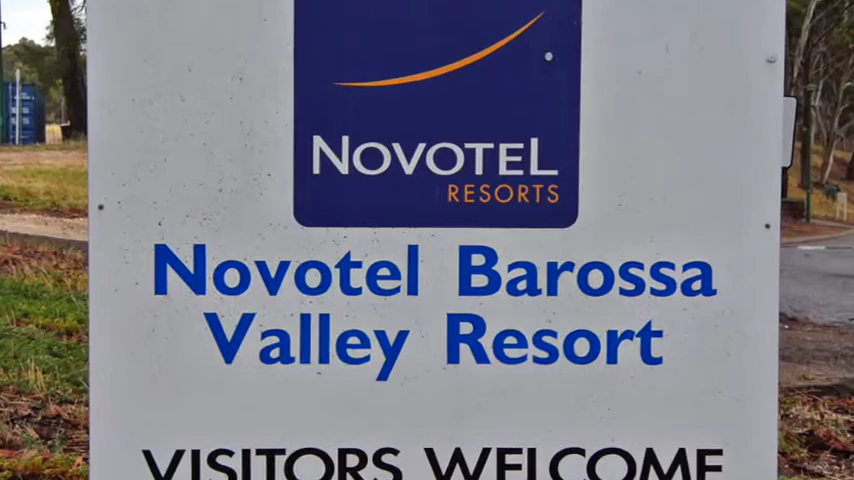 NOVOTEL
RESORTS
Novotel Barossa
Valley Resort
VISITORS WELCOME